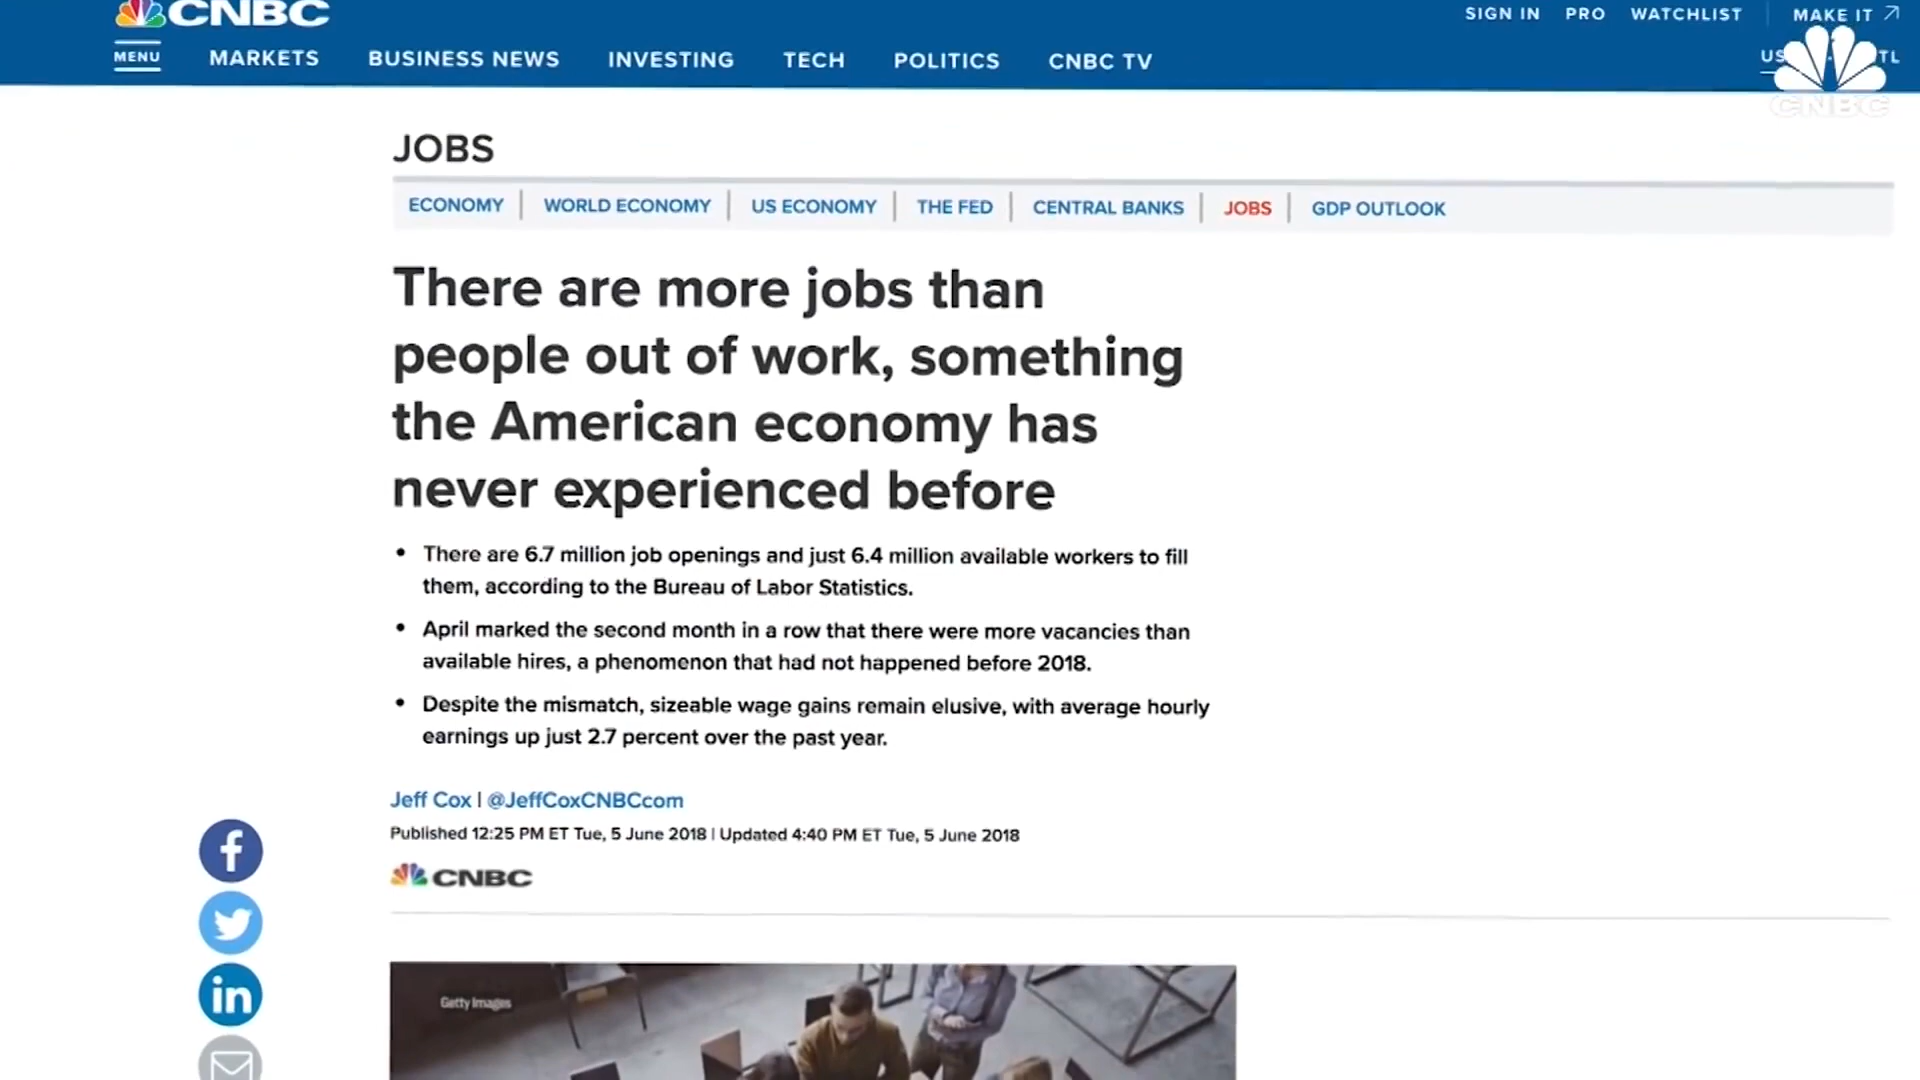 CNBC
SIGN IN PRO WATCHLIST MAKE IT
MENU MARKETS BUSINESS NEWS INVESTING TECH POLITICS CNBC TV
CNBC
JOBS
ECONOMY WORLD ECONOMY US ECONOMY THE FED CENTRAL BANKS JOBS GDP OUTLOOK
There are more jobs than
people out of work, something
the American economy has
never experienced before
• There are 6.7 million job openings and just 6.4 million available workers to fill
them, according to the Bureau of Labor Statistics.
• April marked the second month in a row that there were more vacancies than
available hires, a phenomenon that had not happened before 2018.
• Despite the mismatch, sizeable wage gains remain elusive, with average hourly
earnings up just 2.7 percent over the past year.
Jeff Cox | @JeffCoxCNBCcom
Published 12:25 PM ET Tue, 5 June 2018 | Updated 4:40 PM ET Tue, 5 June 2018
CNBC
Getty Images